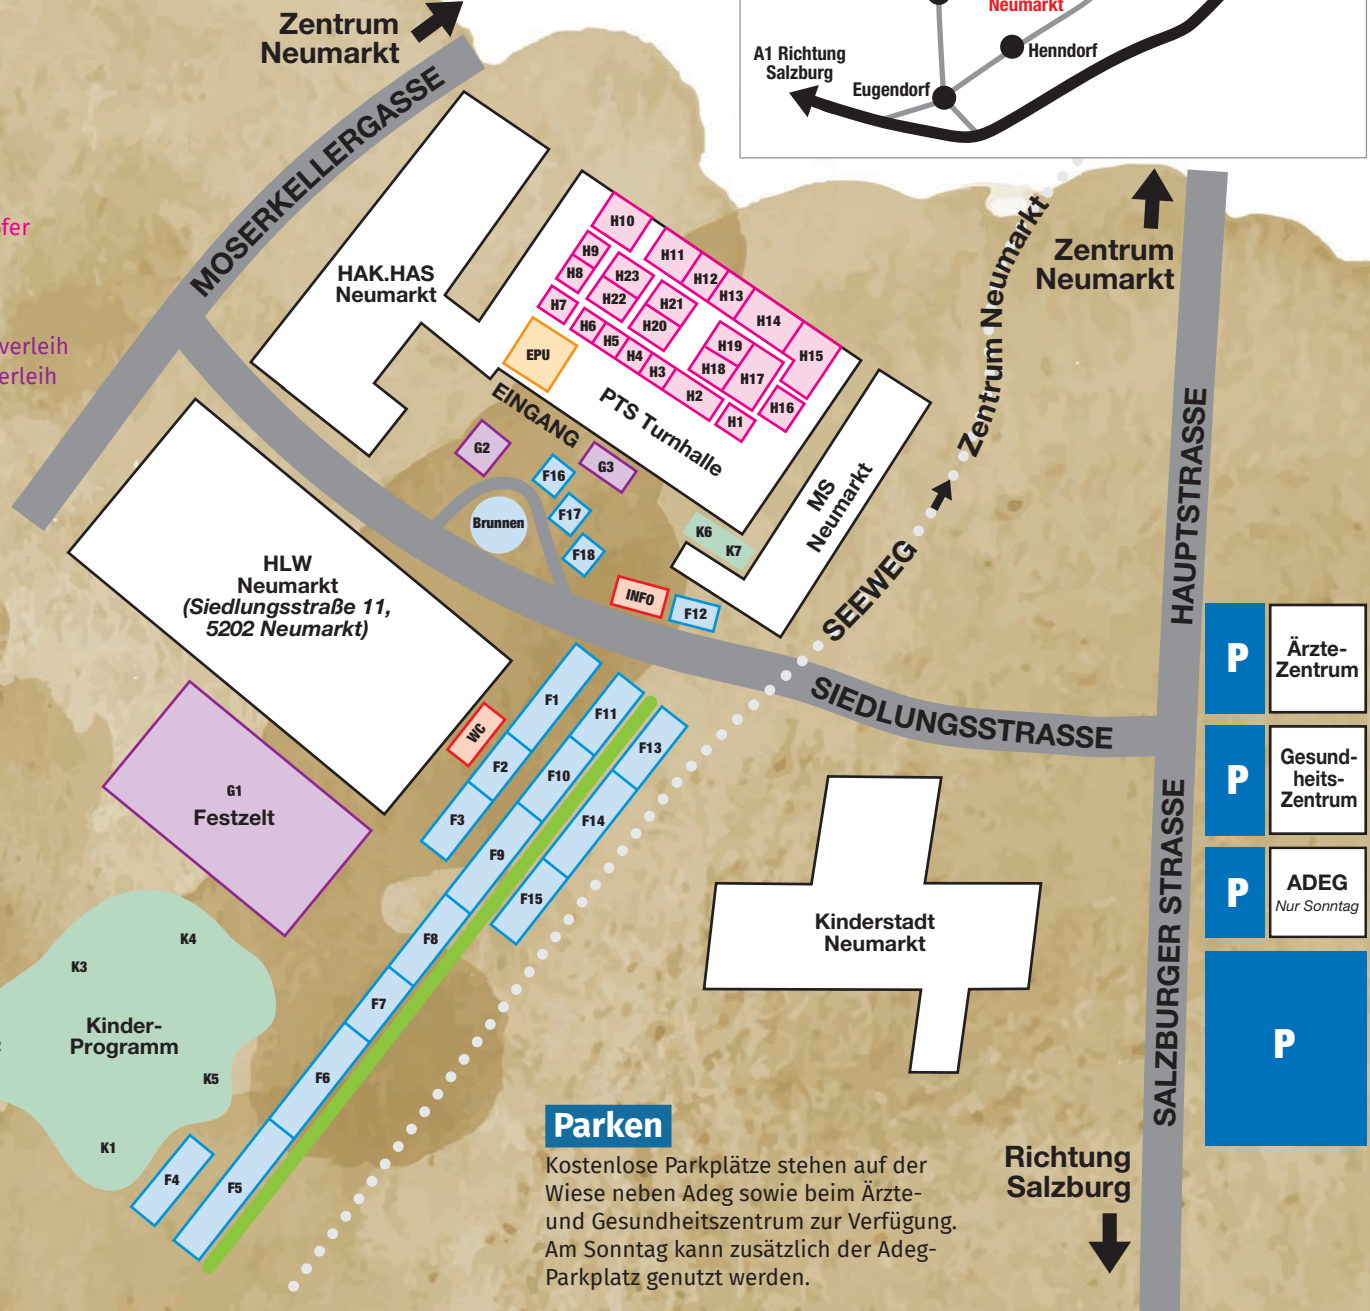 Zentrum
Neumarkt
Neumarkt
Henndorf
A1 Richtung
Salzburg
Eugendorf
MOSERKELLERGASSE
fer
verleih
erleih
HAK.HAS
Neumarkt
H10
H11
H12
H13
H14
H15
H9
H8
H7
H23
H22
H21
H20
H6
H5
H4
H3
H2
H1
H19
H18
H17
H16
EPU
EINGANG
PTS Turnhalle
G2
G3
F16
F17
F18
Brunnen
K6
K7
MS
Neumarkt
INFO
F12
SEEWEG
Zentrum Neumarkt
Zentrum
Neumarkt
HAUPTSTRASSE
HLW
Neumarkt
(Siedlungsstraße 11,
5202 Neumarkt)
SIEDLUNGSSTRASSE
P
Ärzte-
Zentrum
P
Gesund-
heits-
Zentrum
P
ADEG
Nur Sonntag
P
SALZBURGER STRASSE
WC
F1
F2
F3
F11
F10
F9
F8
F7
F6
F5
F4
F13
F14
F15
G1
Festzelt
Kinderstadt
Neumarkt
K4
K3
Kinder-
Programm
K5
K1
Parken
Kostenlose Parkplätze stehen auf der
Wiese neben Adeg sowie beim Ärzte-
und Gesundheitszentrum zur Verfügung.
Am Sonntag kann zusätzlich der Adeg-
Parkplatz genutzt werden.
Richtung
Salzburg